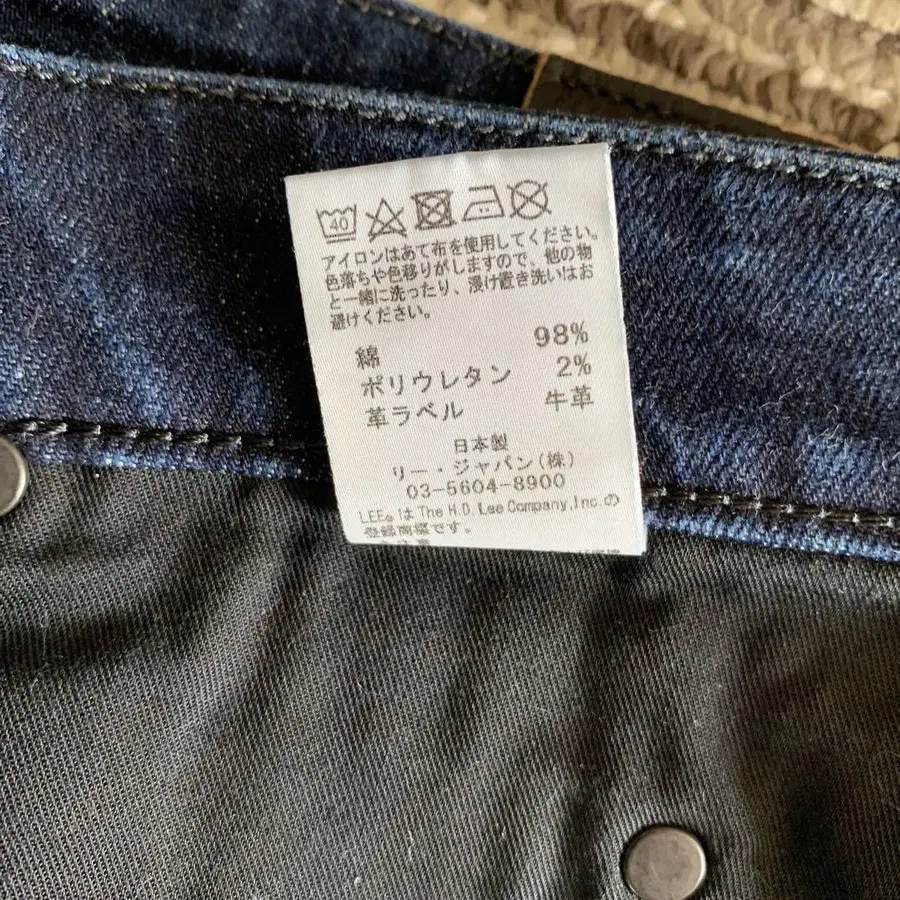 40
アイロンはあて布を使用してください。
色落ちや色移りがしますので、他の物
と一緒に洗ったり、浸け置き洗いはお
避けください。
綿 98%
ポリウレタン 2%
革ラベル 牛革
日本製
リー・ジャパン(株)
03-5604-8900
LEE®は The H.D. Lee Company,Inc.の
登録商標です。